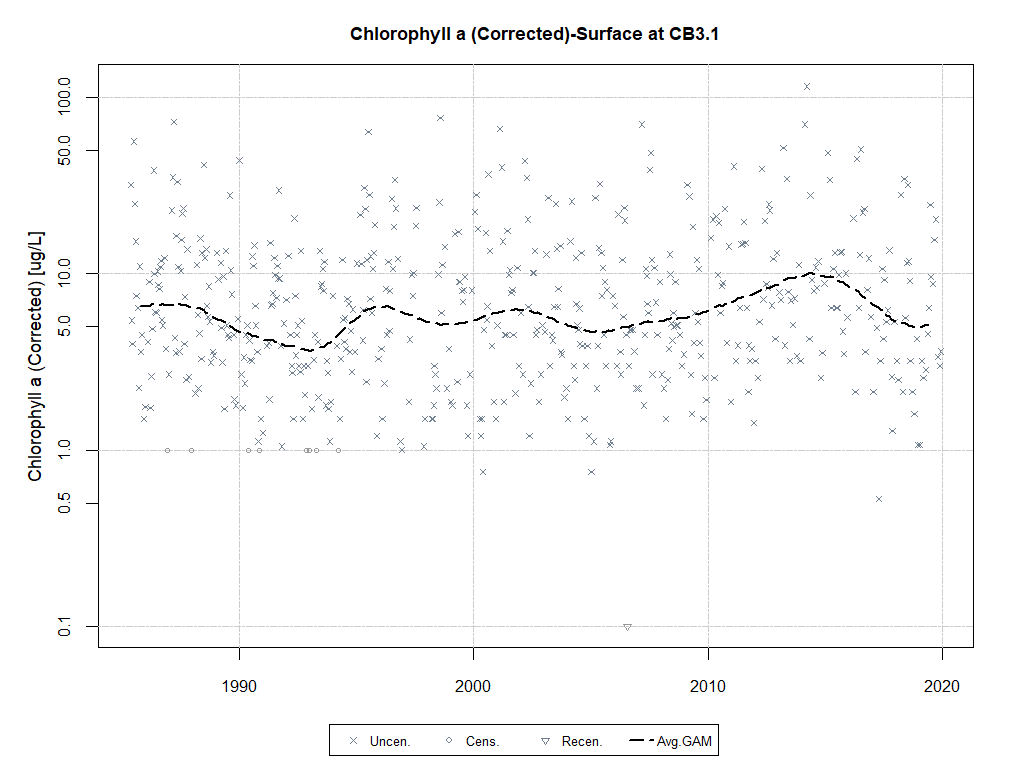 Chlorophyll a (Corrected)-Surface at CB3.1
Chlorophyll a (Corrected) [ug/L]
100.0
50.0
10.0
5.0
1.0
0.5
0.1
1990 2000 2010 2020
Uncen. Cens. Recen. Avg.GAM